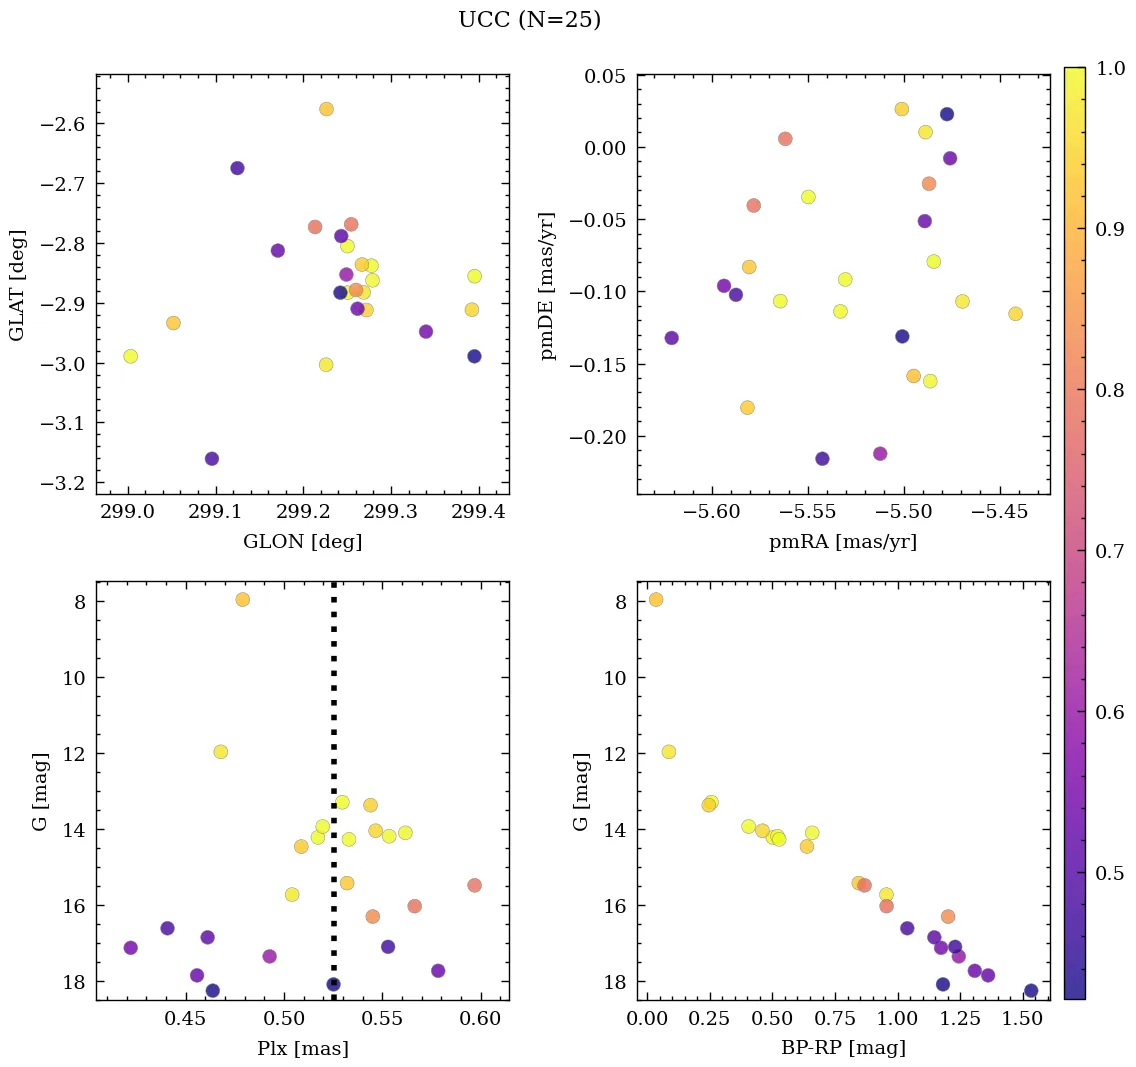 UCC (N=25)
−2.6
−2.7
−2.8
−2.9
−3.0
−3.1
−3.2
GLAT [deg]
299.0 299.1 299.2 299.3 299.4
GLON [deg]
0.05
0.00
−0.05
−0.10
−0.15
−0.20
pmDE [mas/yr]
−5.60 −5.55 −5.50 −5.45
pmRA [mas/yr]
1.0
0.9
0.8
0.7
0.6
0.5
8
10
12
14
16
18
G [mag]
0.45 0.50 0.55 0.60
Plx [mas]
8
10
12
14
16
18
G [mag]
0.00 0.25 0.50 0.75 1.00 1.25 1.50
BP-RP [mag]